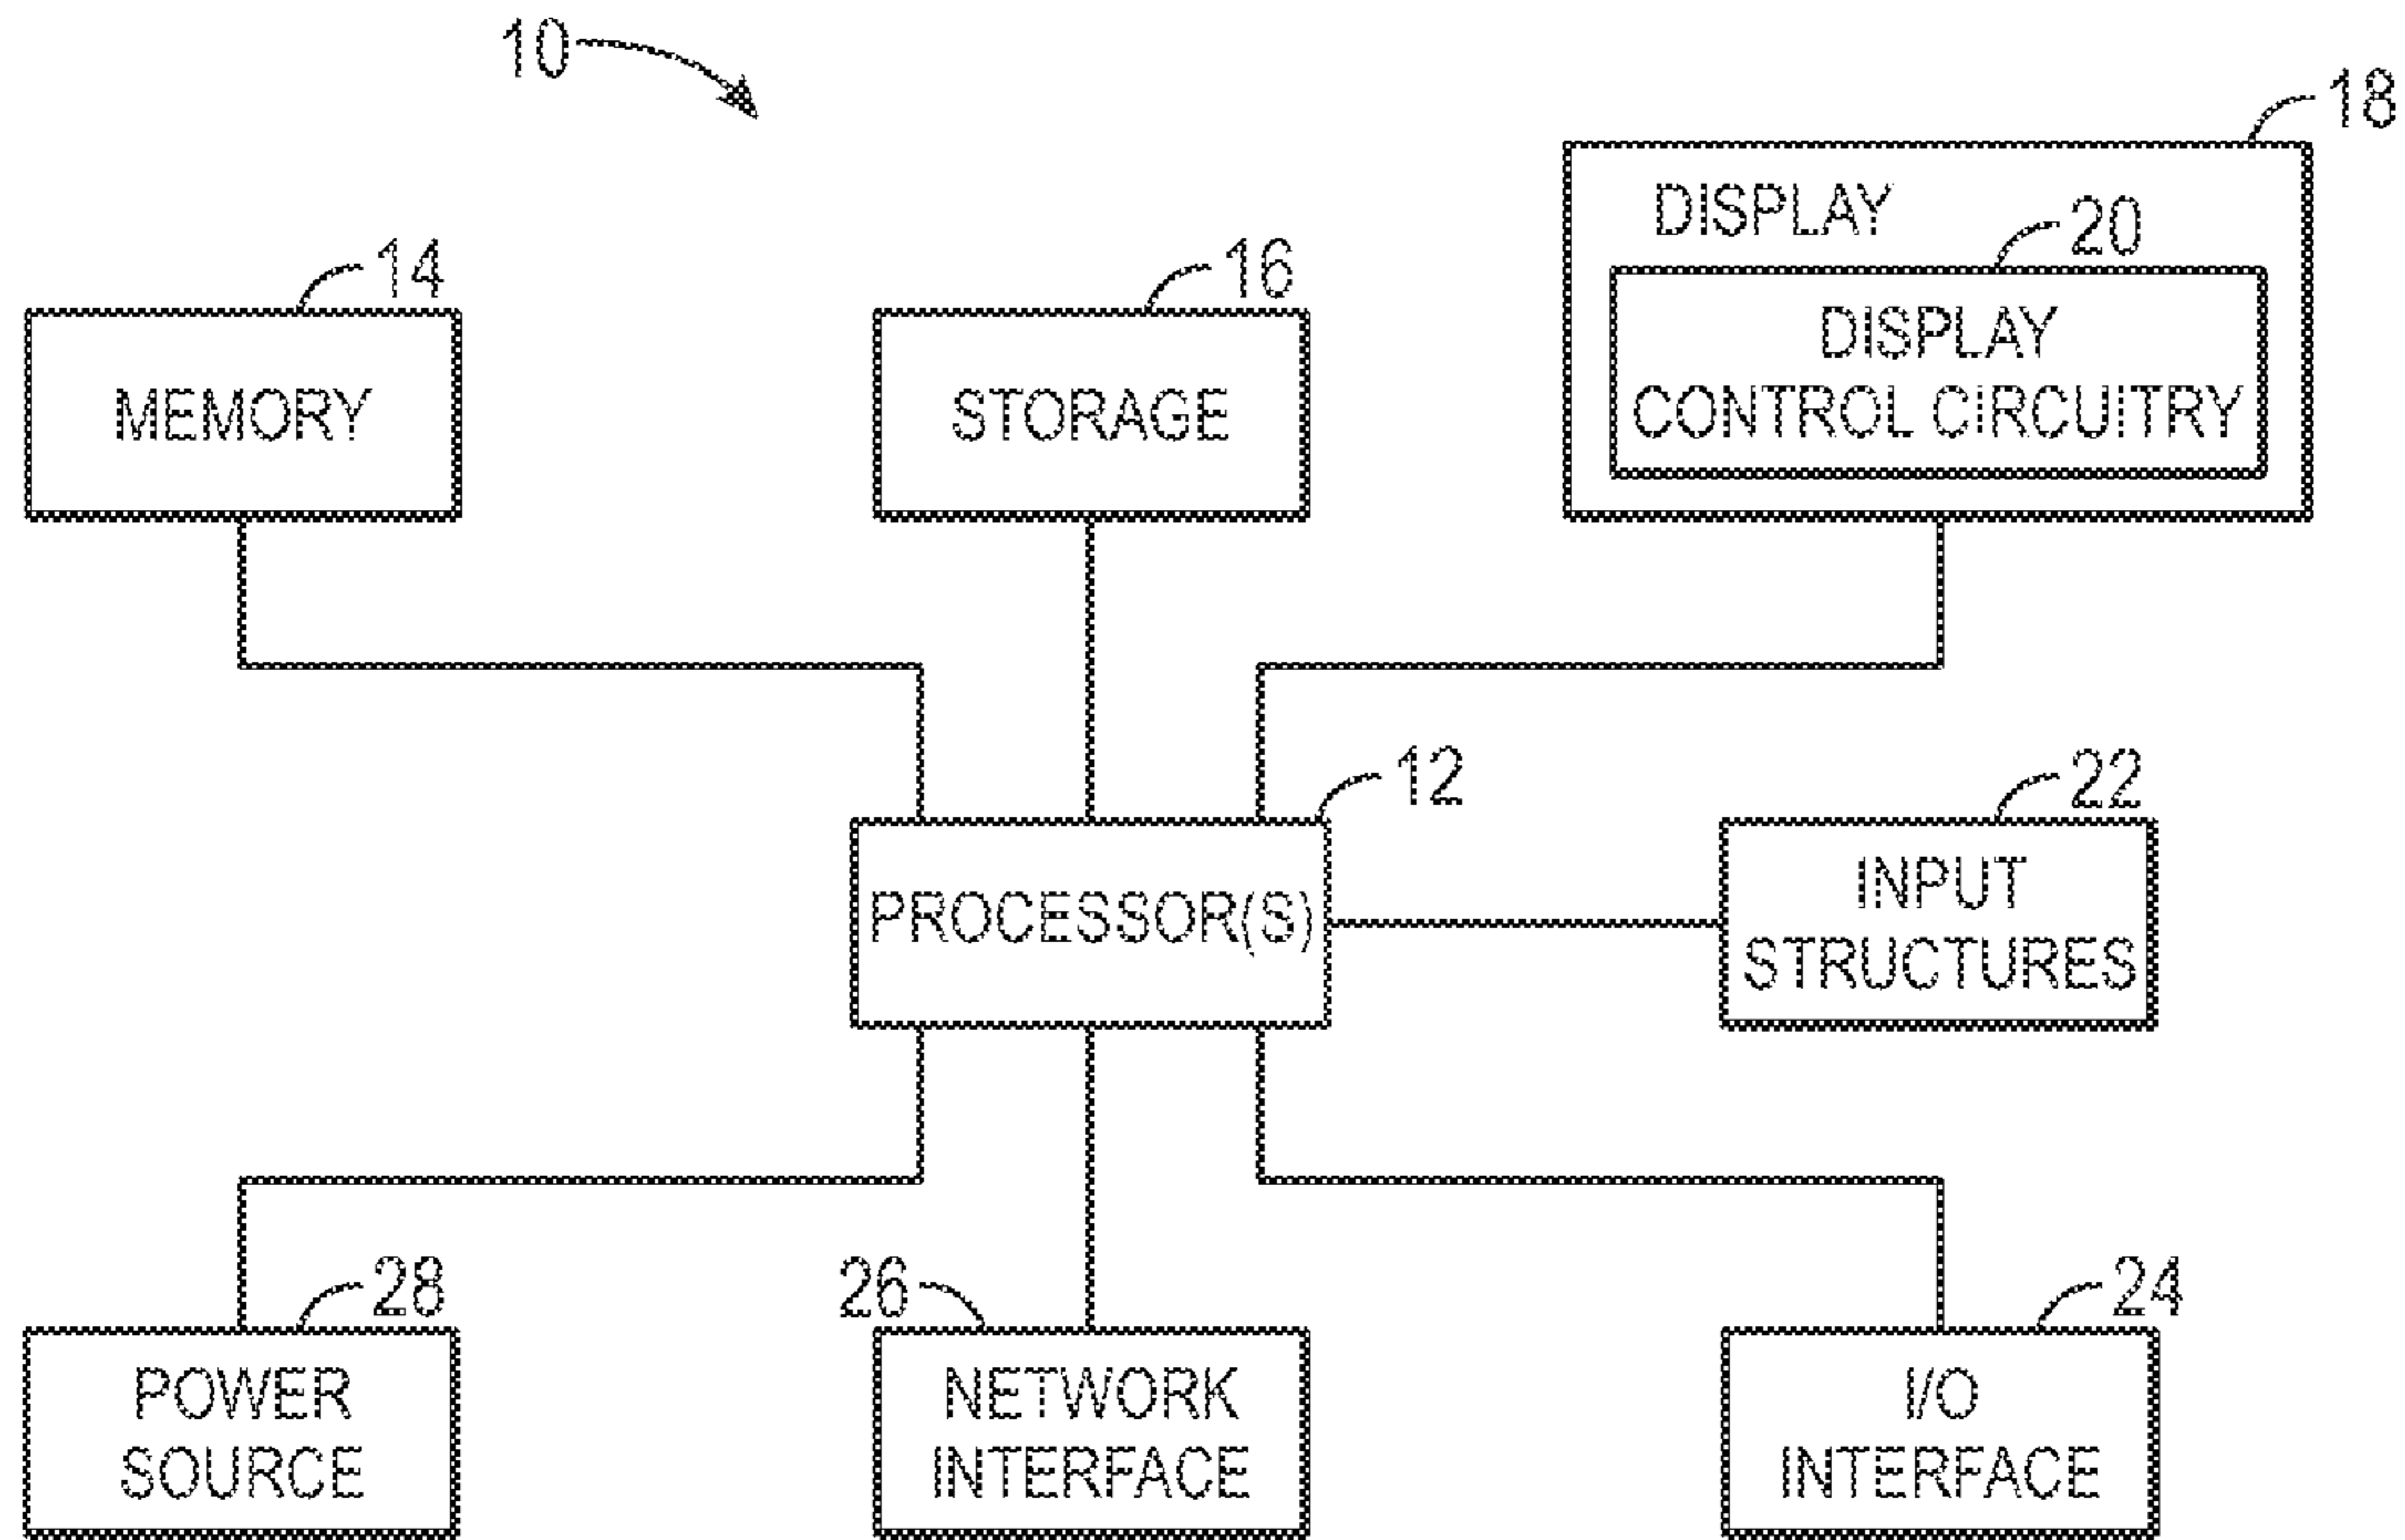 10
18
DISPLAY
20
14
16
DISPLAY
CONTROL CIRCUITRY
MEMORY
STORAGE
12
22
PROCESSOR(S)
INPUT
STRUCTURES
28
26
24
POWER
SOURCE
NETWORK
INTERFACE
I/O
INTERFACE